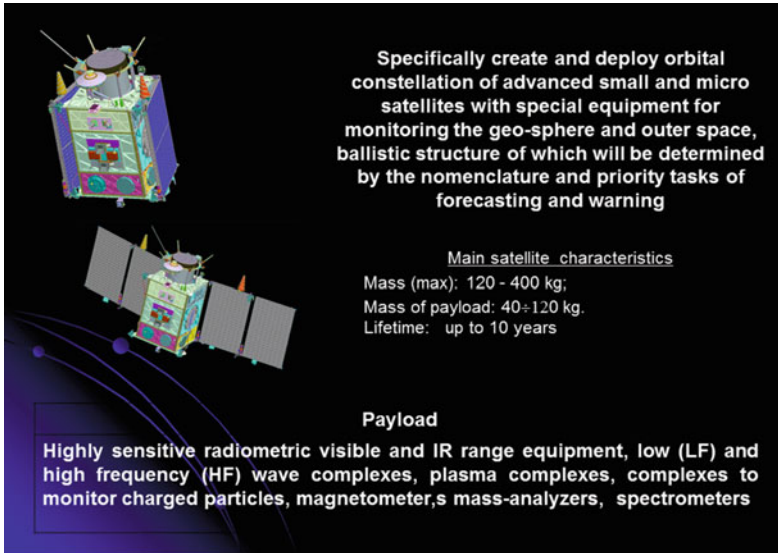 Specifically create and deploy orbital
constellation of advanced small and micro
satellites with special equipment for
monitoring the geo-sphere and outer space,
ballistic structure of which will be determined
by the nomenclature and priority tasks of
forecasting and warning
Main satellite characteristics
Mass (max): 120 - 400 kg;
Mass of payload: 40÷120 kg.
Lifetime: up to 10 years
Payload
Highly sensitive radiometric visible and IR range equipment, low (LF) and
high frequency (HF) wave complexes, plasma complexes, complexes to
monitor charged particles, magnetometer,s mass-analyzers, spectrometers